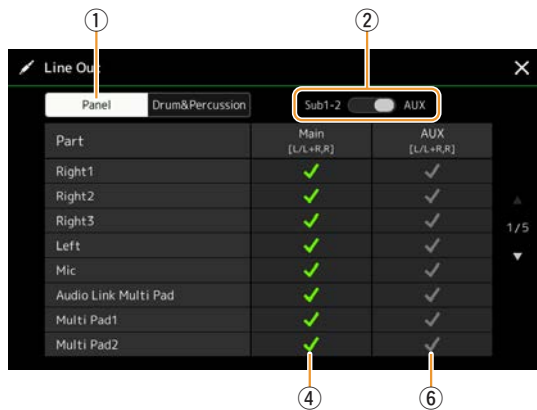 ① ②
Line Out
Panel Drum&Percussion Sub1-2 AUX
Part Main AUX
[L/L+R,R] [L/L+R,R]
Right1
Right2
Right3
1/5
Left
Mic
Audio Link Multi Pad
Multi Pad1
Multi Pad2
④ ⑥